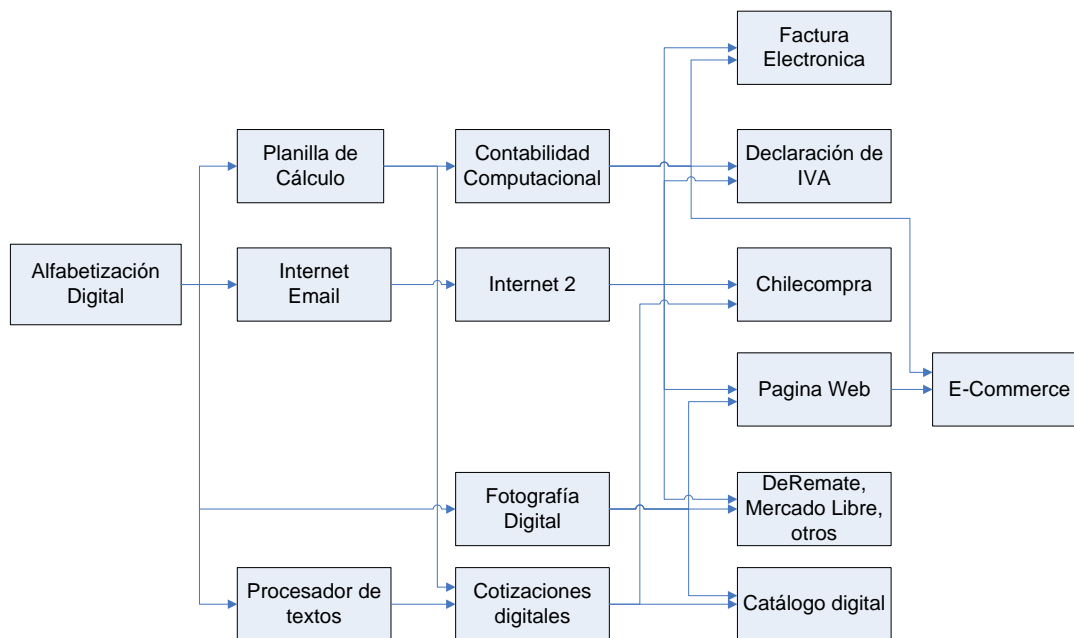 Factura
Electronica
Planilla de
Cálculo
Contabilidad
Computacional
Declaración de
IVA
Alfabetización
Digital
Internet
Email
Internet 2
Chilecompra
Pagina Web
E-Commerce
Fotografía
Digital
DeRemate,
Mercado Libre,
otros
Procesador de
textos
Cotizaciones
digitales
Catálogo digital